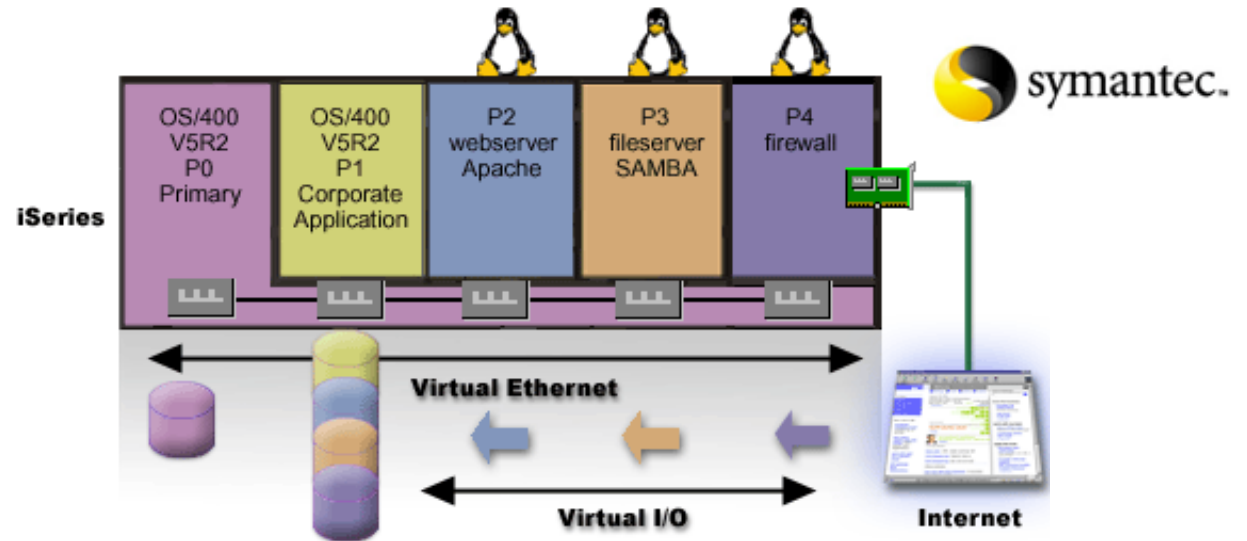 OS/400
V5R2
P0
Primary
OS/400
V5R2
P1
Corporate
Application
P2
webserver
Apache
P3
fileserver
SAMBA
P4
firewall
symantec™
iSeries
Virtual Ethernet
Virtual I/O
Internet